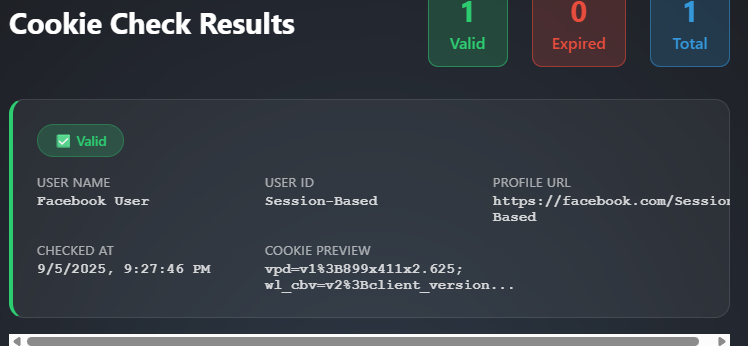 Cookie Check Results
1
Valid
0
Expired
1
Total
Valid
USER NAME
Facebook User
USER ID
Session-Based
PROFILE URL
https://facebook.com/Session
Based
CHECKED AT
9/5/2025, 9:27:46 PM
COOKIE PREVIEW
vpd=v1%3B899x411x2.625;
wl_cbv=v2%3Bclient_version...